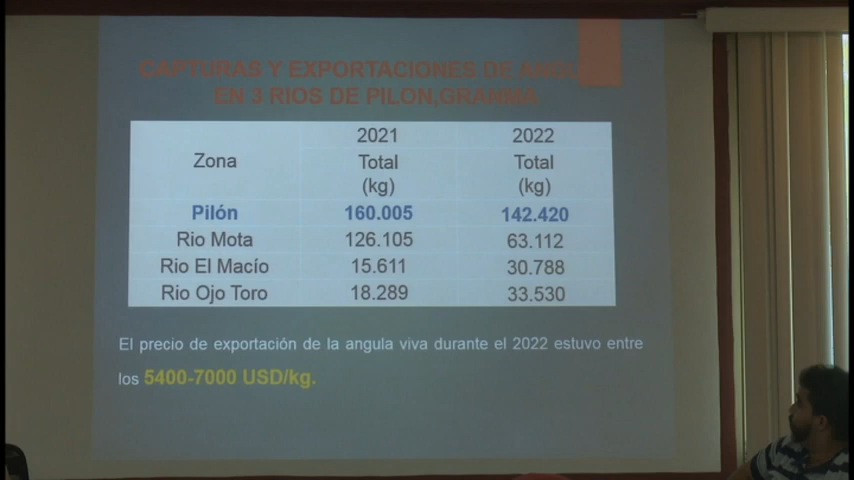 CAPTURAS Y EXPORTACIONES DE
EN 3 RIOS DE PILON,GRANMA
Zona
2021
Total
(kg)
2022
Total
(kg)
Pilón 160.005 142.420
Rio Mota 126.105 63.112
Rio El Macío 15.611 30.788
Rio Ojo Toro 18.289 33.530
El precio de exportación de la angula viva durante el 2022 estuvo entre
los 5400-7000 USD/kg.